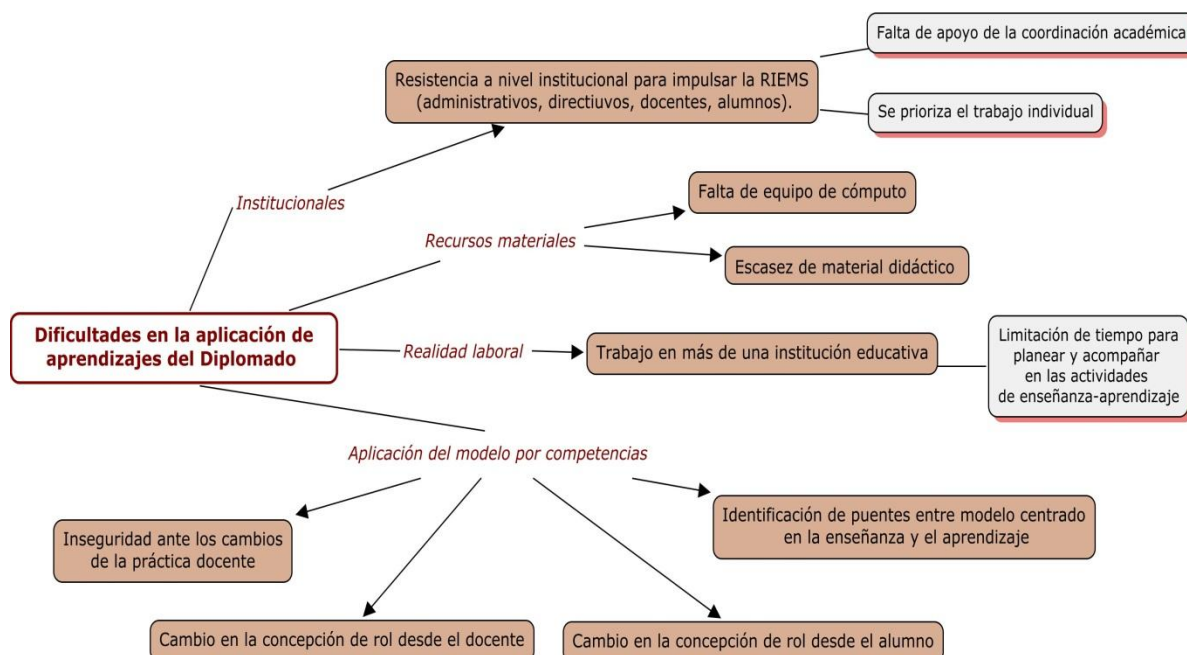 Falta de apoyo de la coordinación académica
Resistencia a nivel institucional para impulsar la RIEMS
(administrativos, directiuvos, docentes, alumnos).
Se prioriza el trabajo individual
Institucionales
Falta de equipo de cómputo
Recursos materiales
Escasez de material didáctico
Dificultades en la aplicación de
aprendizajes del Diplomado
Realidad laboral
Trabajo en más de una institución educativa
Limitación de tiempo para
planear y acompañar
en las actividades
de enseñanza-aprendizaje
Aplicación del modelo por competencias
Inseguridad ante los cambios
de la práctica docente
Identificación de puentes entre modelo centrado
en la enseñanza y el aprendizaje
Cambio en la concepción de rol desde el docente
Cambio en la concepción de rol desde el alumno